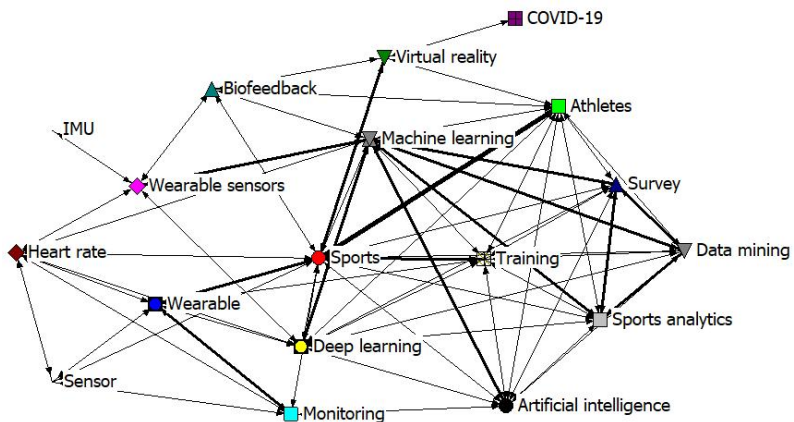 COVID-19
Virtual reality
Biofeedback
Athletes
IMU
Machine learning
Wearable sensors
Survey
Heart rate
Sports
Training
Data mining
Wearable
Sports analytics
Deep learning
Sensor
Monitoring
Artificial intelligence